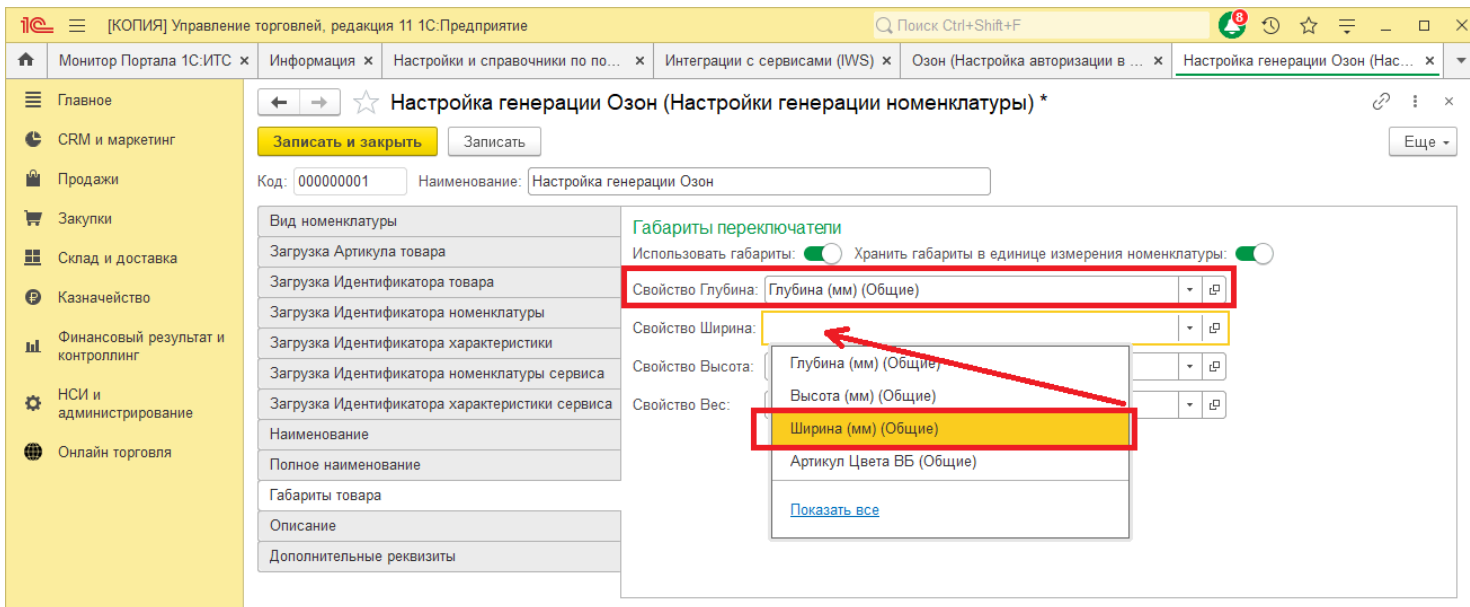 [КОПИЯ] Управление торговлей, редакция 11 1С:Предприятие
Поиск Ctrl+Shift+F
8
Монитор Портала 1С:ИТС
Информация
Настройки и справочники по по...
Интеграции с сервисами (IWS)
Озон (Настройка авторизации в ...
Настройка генерации Озон (Нас...
Главное
CRM и маркетинг
Продажи
Закупки
Склад и доставка
Казначейство
Финансовый результат и
контроллинг
НСИ и
администрирование
Онлайн торговля
Настройка генерации Озон (Настройки генерации номенклатуры) *
Записать и закрыть
Записать
Еще
Код: 000000001
Наименование: Настройка генерации Озон
Вид номенклатуры
Загрузка Артикула товара
Загрузка Идентификатора товара
Загрузка Идентификатора номенклатуры
Загрузка Идентификатора характеристики
Загрузка Идентификатора номенклатуры сервиса
Загрузка Идентификатора характеристики сервиса
Наименование
Полное наименование
Габариты товара
Описание
Дополнительные реквизиты
Габариты переключатели
Использовать габариты:
Хранить габариты в единице измерения номенклатуры:
Свойство Глубина: Глубина (мм) (Общие)
Свойство Ширина:
Свойство Высота:
Свойство Вес:
Глубина (мм) (Общие)
Высота (мм) (Общие)
Ширина (мм) (Общие)
Артикул Цвета ВБ (Общие)
Показать все